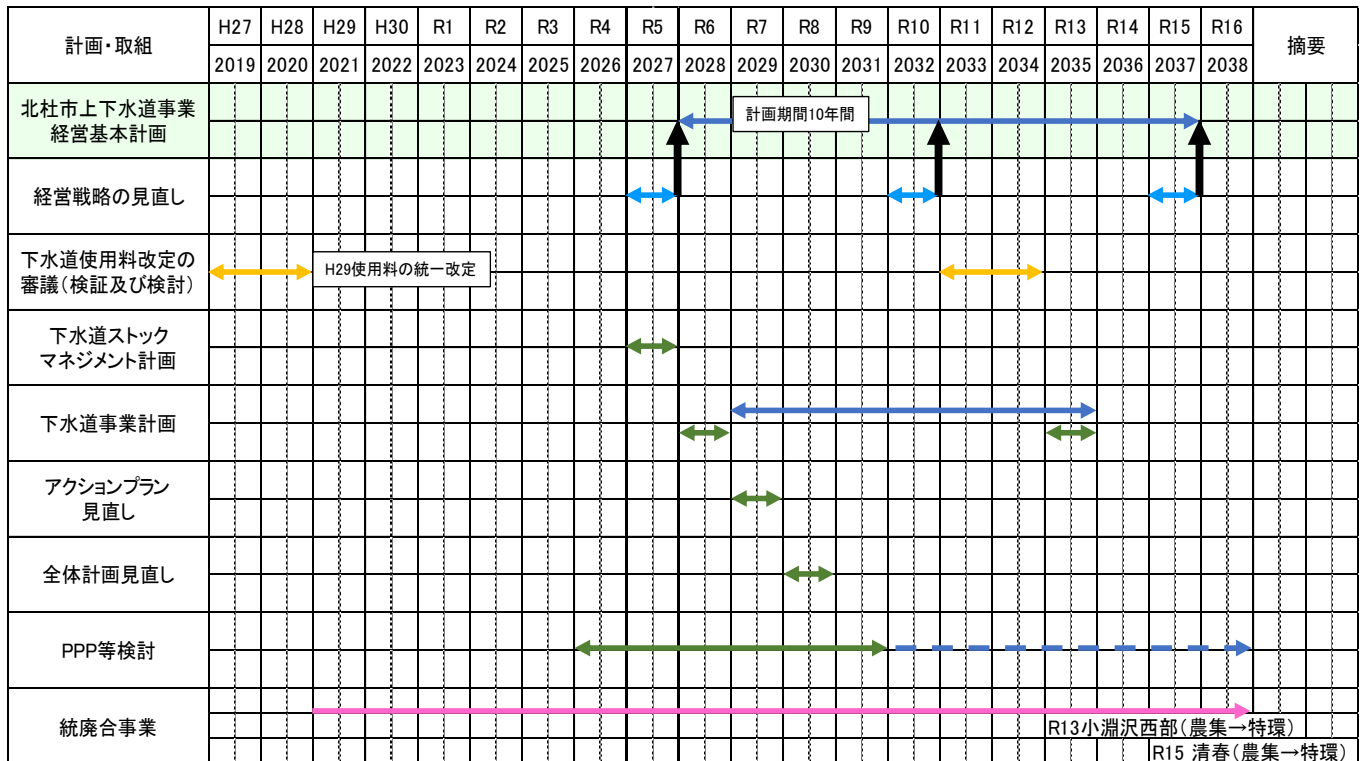 計画・取組 H27 H28 H29 H30 R1 R2 R3 R4 R5 R6 R7 R8 R9 R10 R11 R12 R13 R14 R15 R16 摘要
2019 2020 2021 2022 2023 2024 2025 2026 2027 2028 2029 2030 2031 2032 2033 2034 2035 2036 2037 2038
北杜市上下水道事業
経営基本計画
計画期間10年間
経営戦略の見直し
下水道使用料改定の
審議(検証及び検討)
H29使用料の統一改定
下水道ストック
マネジメント計画
下水道事業計画
アクションプラン
見直し
全体計画見直し
PPP等検討
統廃合事業
R13小淵沢西部(農集→特環)
R15 清春(農集→特環)